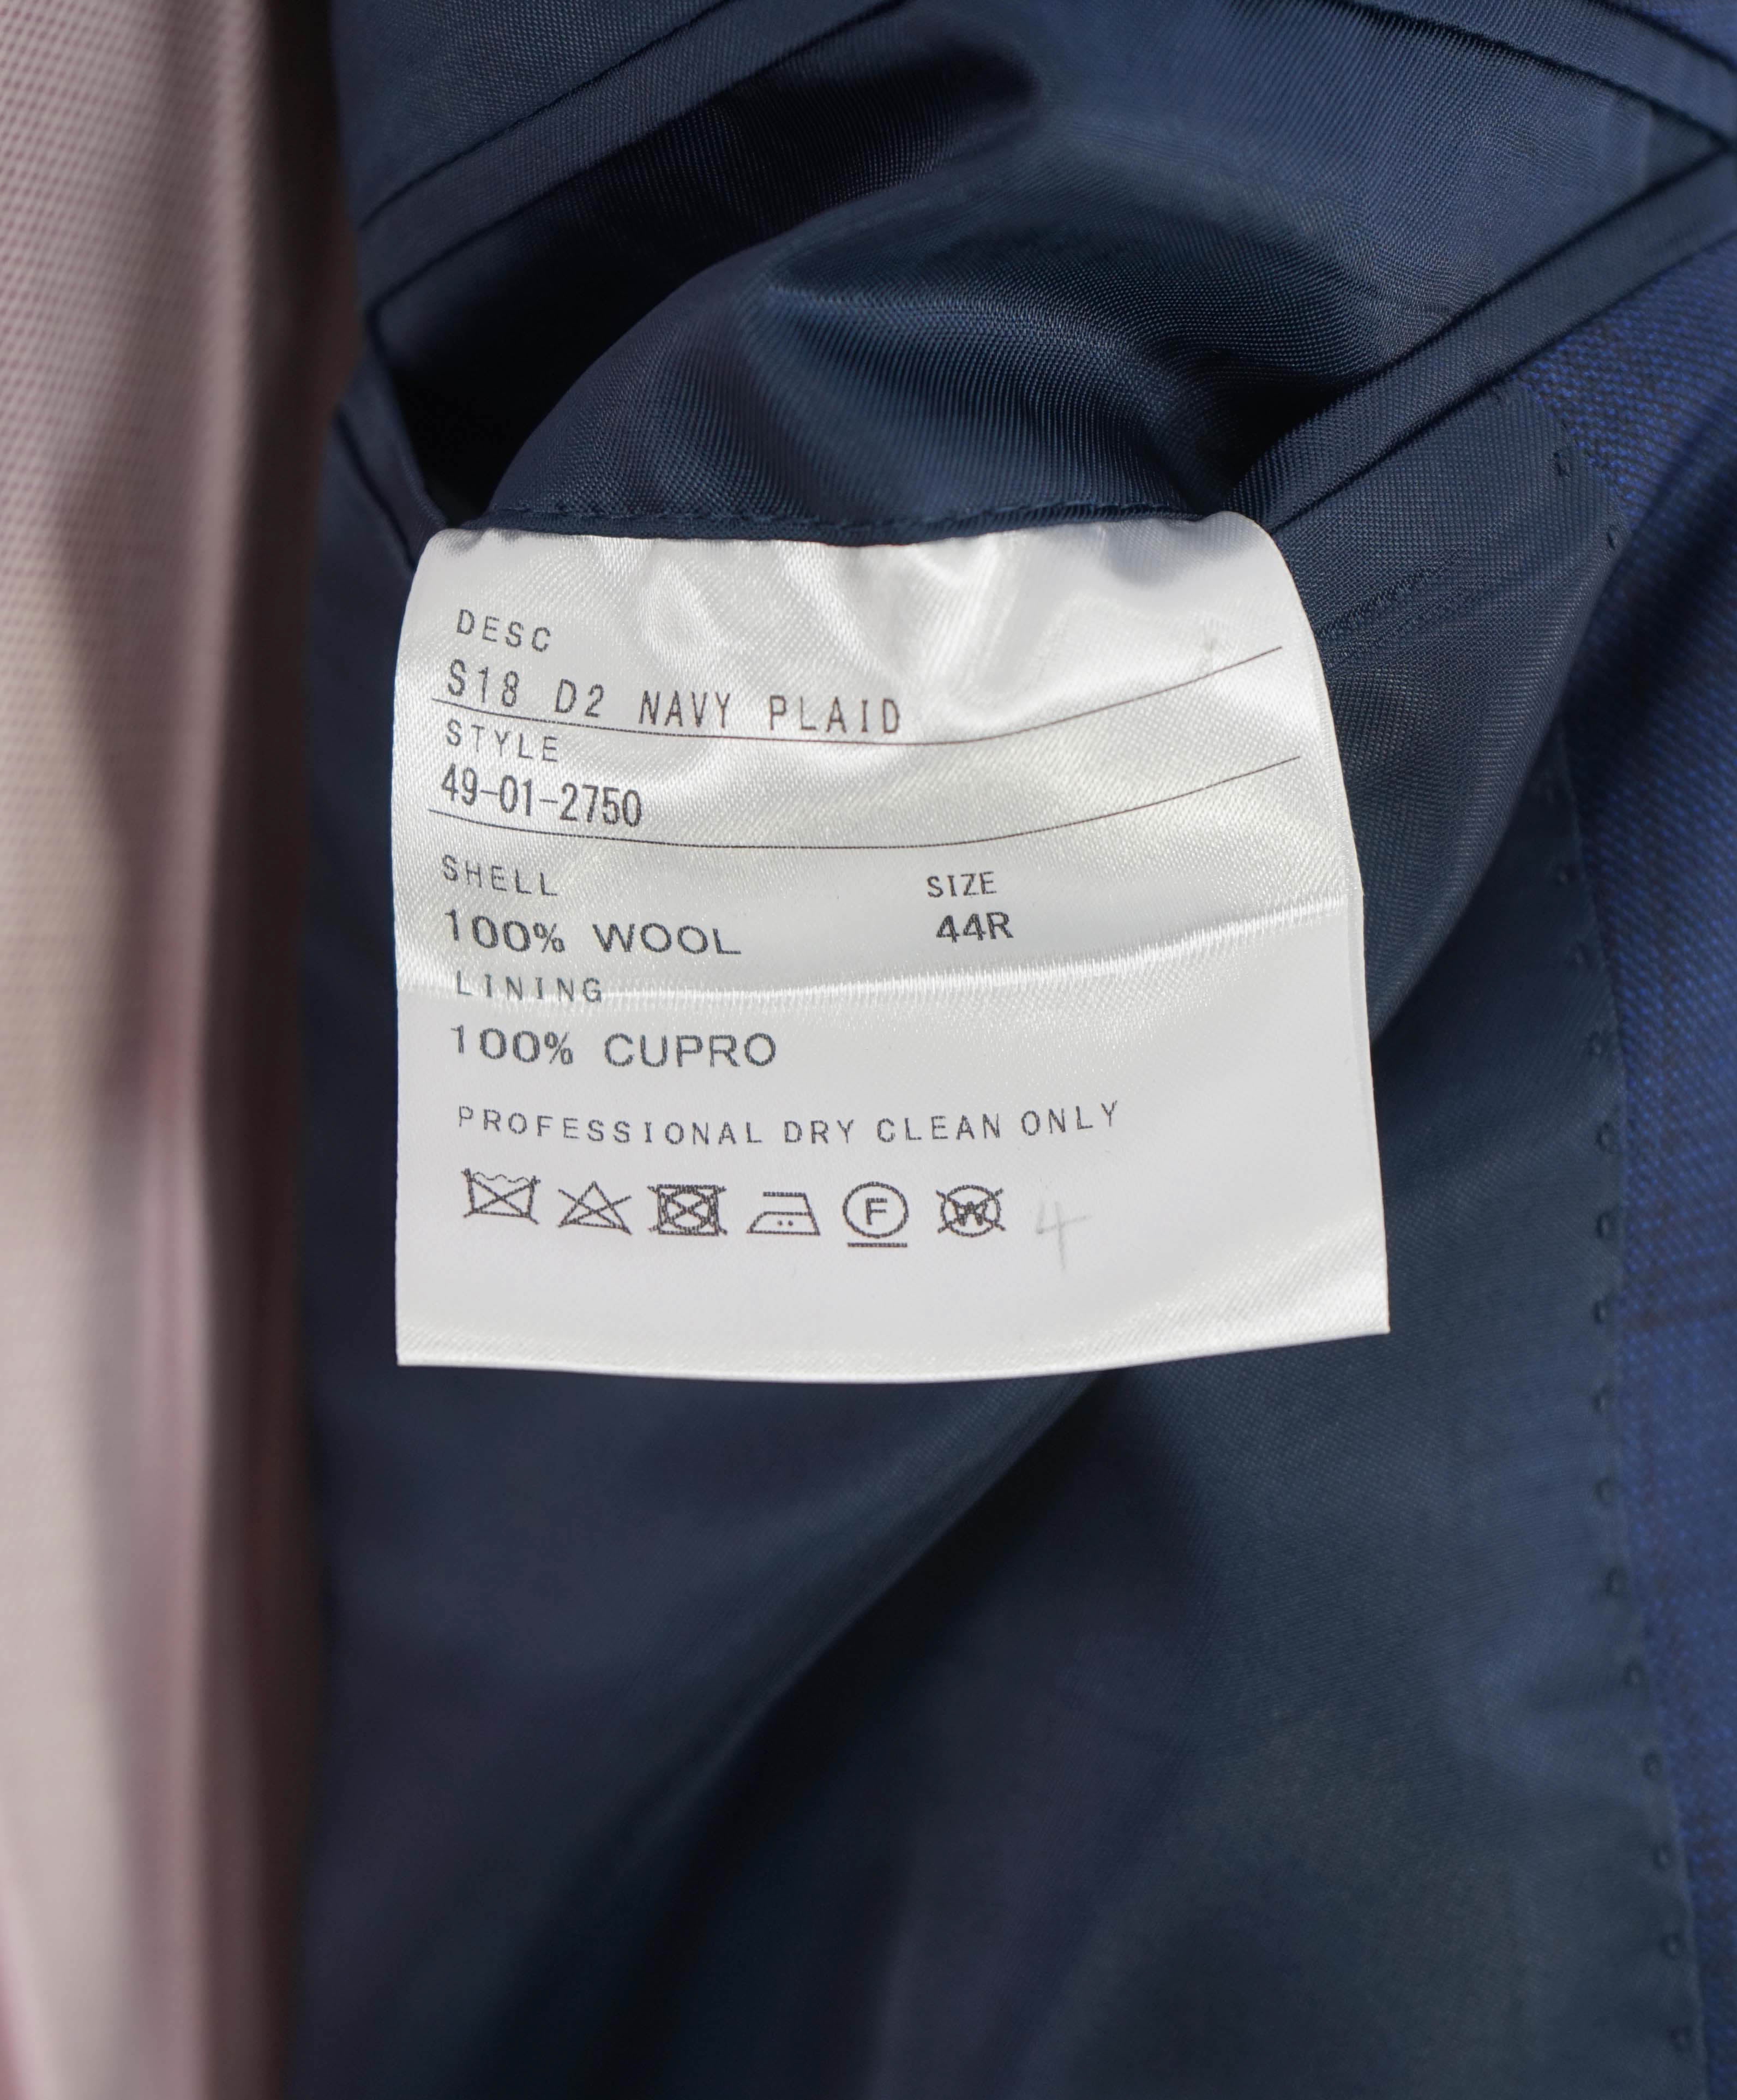 DESC
S18 D2 NAVY PLAID
STYLE
49-01-2750
SHELL
SIZE
100% WOOL
44R
LINING
100% CUPRO
PROFESSIONAL DRY CLEAN ONLY
F
W
4